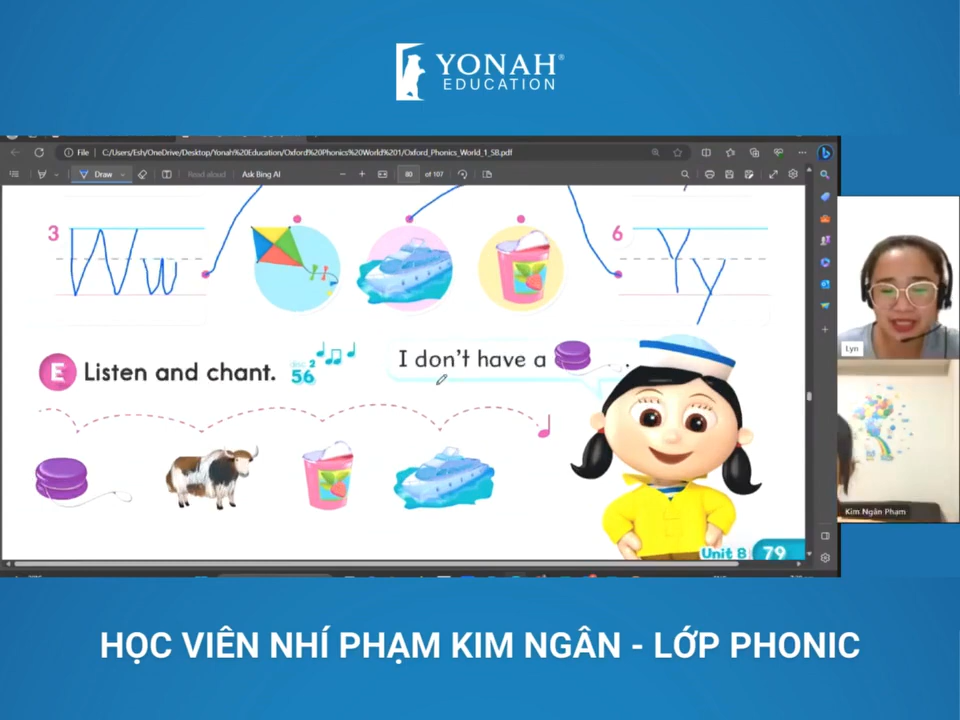 YONAH®
EDUCATION
File C:/Users/Esh/OneDrive/Desktop/Yonah%20Education/Oxford%20Phonics%20World%201/Oxford_Phonics_World_1_SB.pdf
Draw Read aloud Ask Bing AI 80 of 107
3 Ww
6 Yy
E Listen and chant. disc 2 56
I don't have a .
Lyn
Kim Ngân Phạm
Unit 8 79
HỌC VIÊN NHÍ PHẠM KIM NGÂN - LỚP PHONIC